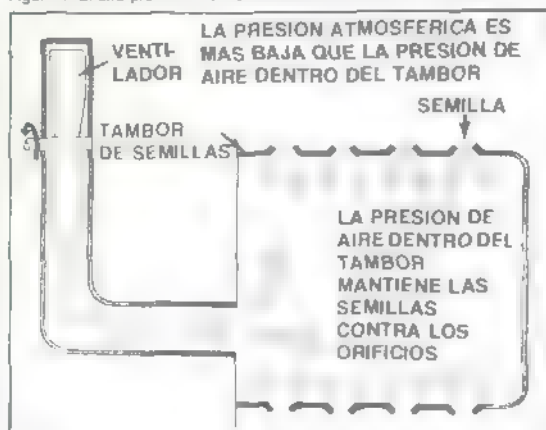 LA PRESION ATMOSFERICA ES
MAS BAJA QUE LA PRESION DE
AIRE DENTRO DEL TAMBOR
VENTI-
LADOR
SEMILLA
TAMBOR
DE SEMILLAS
LA PRESION DE
AIRE DENTRO DEL
TAMBOR
MANTIENE LAS
SEMILLAS
CONTRA LOS
ORIFICIOS